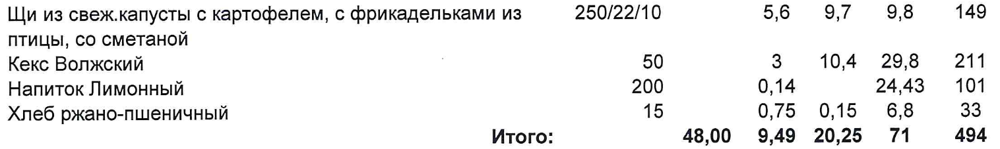 Щи из свеж.капусты с картофелем, с фрикадельками из 250/22/10 5,6 9,7 9,8 149
птицы, со сметаной
Кекс Волжский 50 3 10,4 29,8 211
Напиток Лимонный 200 0,14 24,43 101
Хлеб ржано-пшеничный 15 0,75 0,15 6,8 33
Итого: 48,00 9,49 20,25 71 494